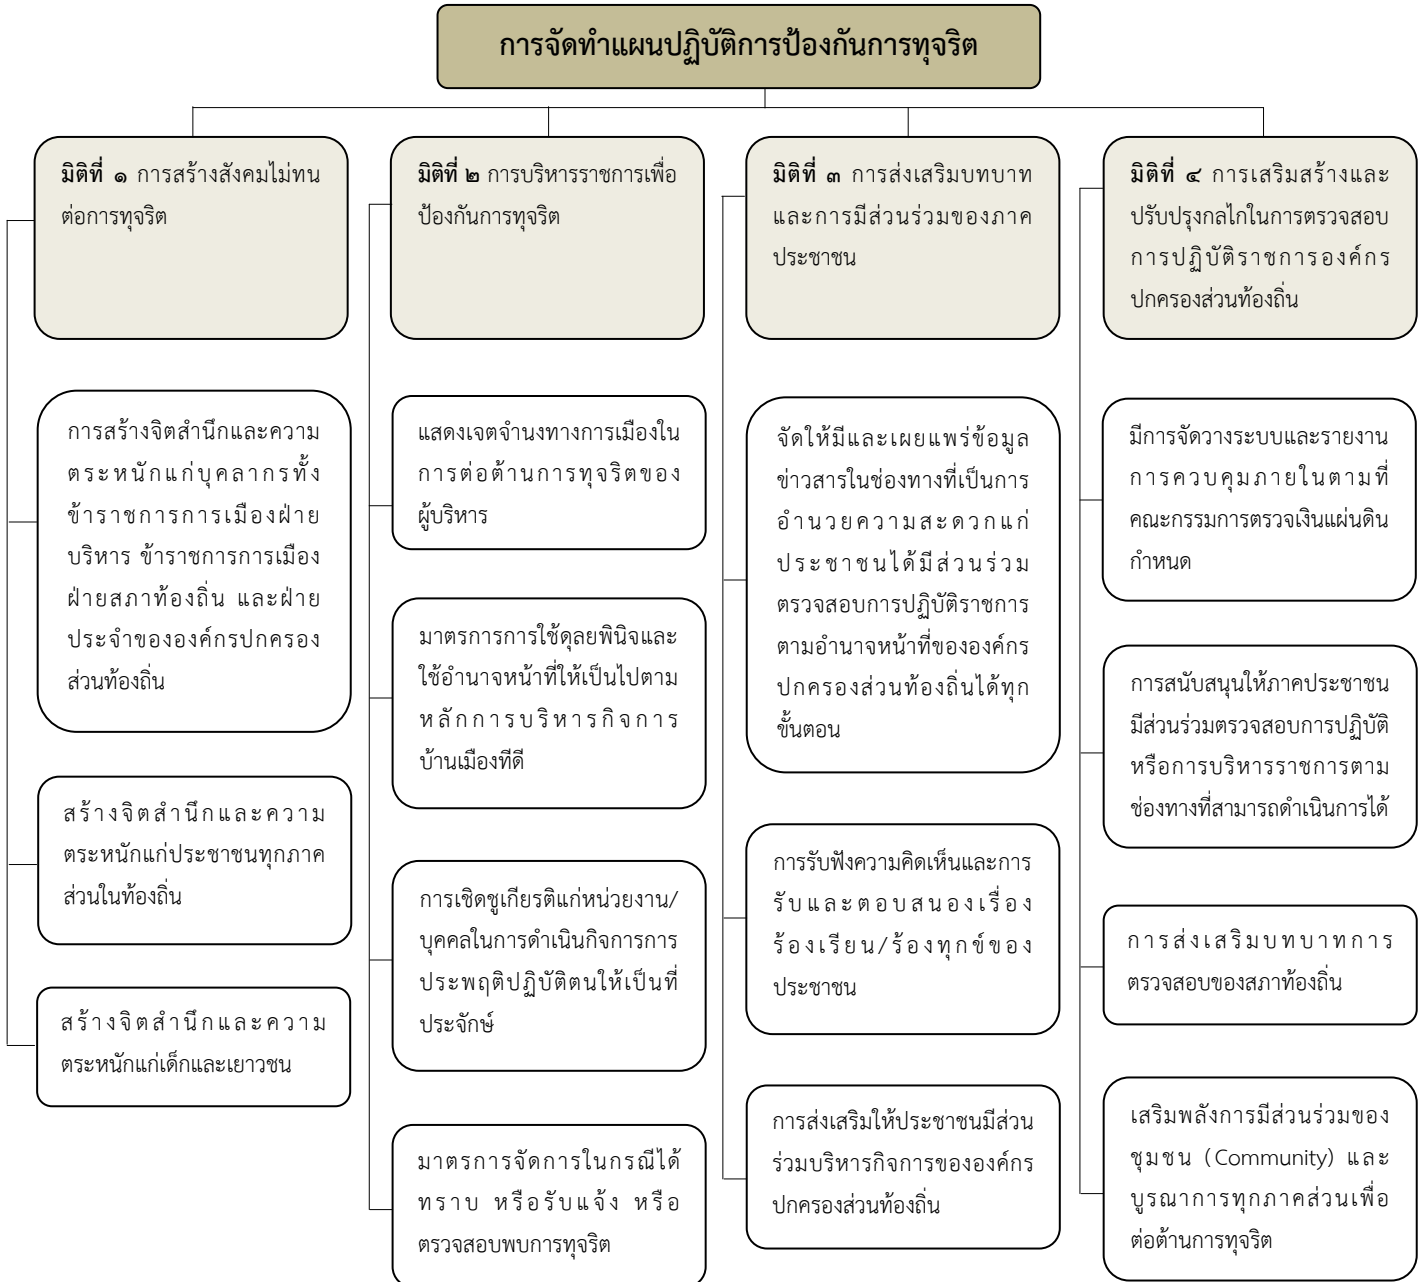 การจัดทำแผนปฏิบัติการป้องกันการทุจริต
มิติที่ ๑ การสร้างสังคมไม่ทน
ต่อการทุจริต
การสร้างจิตสำนึกและความ
ตระหนักแก่บุคลากรทั้ง
ข้าราชการการเมืองฝ่าย
บริหาร ข้าราชการการเมือง
ฝ่ายสภาท้องถิ่น และฝ่าย
ประจำขององค์กรปกครอง
ส่วนท้องถิ่น
สร้างจิตสำนึกและความ
ตระหนักแก่ประชาชนทุกภาค
ส่วนในท้องถิ่น
สร้างจิตสำนึกและความ
ตระหนักแก่เด็กและเยาวชน
มิติที่ ๒ การบริหารราชการเพื่อ
ป้องกันการทุจริต
แสดงเจตจำนงทางการเมืองใน
การต่อต้านการทุจริตของ
ผู้บริหาร
มาตรการการใช้ดุลยพินิจและ
ใช้อำนาจหน้าที่ให้เป็นไปตาม
หลักการบริหารกิจการ
บ้านเมืองทีดี
การเชิดชูเกียรติแก่หน่วยงาน/
บุคคลในการดำเนินกิจการการ
ประพฤติปฏิบัติตนให้เป็นที่
ประจักษ์
มาตรการจัดการในกรณีได้
ทราบ หรือรับแจ้ง หรือ
ตรวจสอบพบการทุจริต
มิติที่ ๓ การส่งเสริมบทบาท
และการมีส่วนร่วมของภาค
ประชาชน
จัดให้มีและเผยแพร่ข้อมูล
ข่าวสารในช่องทางที่เป็นการ
อำนวยความสะดวกแก่
ประชาชนได้มีส่วนร่วม
ตรวจสอบการปฏิบัติราชการ
ตามอำนาจหน้าที่ขององค์กร
ปกครองส่วนท้องถิ่นได้ทุก
ขั้นตอน
การรับฟังความคิดเห็นและการ
รับและตอบสนองเรื่อง
ร้องเรียน/ร้องทุกข์ของ
ประชาชน
การส่งเสริมให้ประชาชนมีส่วน
ร่วมบริหารกิจการขององค์กร
ปกครองส่วนท้องถิ่น
มิติที่ ๔ การเสริมสร้างและ
ปรับปรุงกลไกในการตรวจสอบ
การปฏิบัติราชการองค์กร
ปกครองส่วนท้องถิ่น
มีการจัดวางระบบและรายงาน
การควบคุมภายในตามที่
คณะกรรมการตรวจเงินแผ่นดิน
กำหนด
การสนับสนุนให้ภาคประชาชน
มีส่วนร่วมตรวจสอบการปฏิบัติ
หรือการบริหารราชการตาม
ช่องทางที่สามารถดำเนินการได้
การส่งเสริมบทบาทการ
ตรวจสอบของสภาท้องถิ่น
เสริมพลังการมีส่วนร่วมของ
ชุมชน (Community) และ
บูรณาการทุกภาคส่วนเพื่อ
ต่อต้านการทุจริต